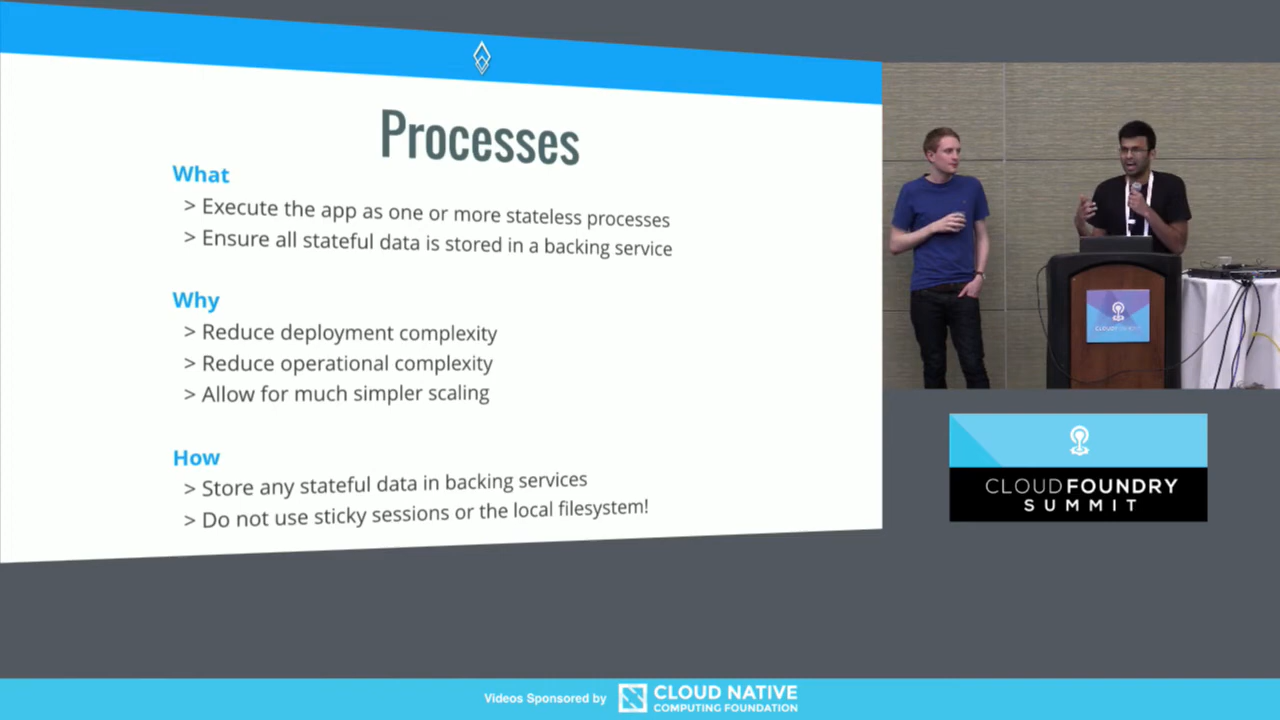 Processes
What
> Execute the app as one or more stateless processes
> Ensure all stateful data is stored in a backing service
Why
> Reduce deployment complexity
> Reduce operational complexity
> Allow for much simpler scaling
How
> Store any stateful data in backing services
> Do not use sticky sessions or the local filesystem!
CLOUD FOUNDRY
CLOUDFOUNDRY
SUMMIT
Videos Sponsored by
CLOUD NATIVE
COMPUTING FOUNDATION